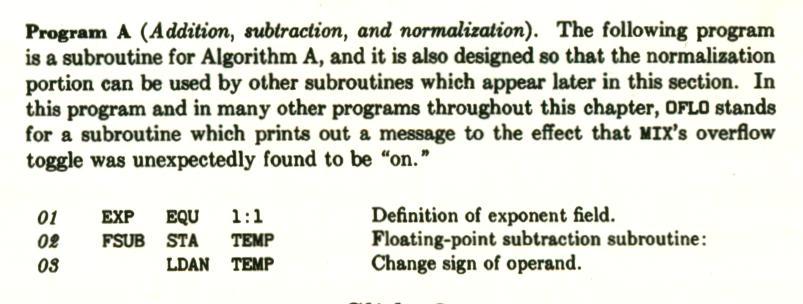 Program A (Addition, subtraction, and normalization). The following program
is a subroutine for Algorithm A, and it is also designed so that the normalization
portion can be used by other subroutines which appear later in this section. In
this program and in many other programs throughout this chapter, OFLO stands
for a subroutine which prints out a message to the effect that MIX's overflow
toggle was unexpectedly found to be “on.”
01 EXP EQU 1:1 Definition of exponent field.
02 FSUB STA TEMP Floating-point subtraction subroutine:
03 LDAN TEMP Change sign of operand.